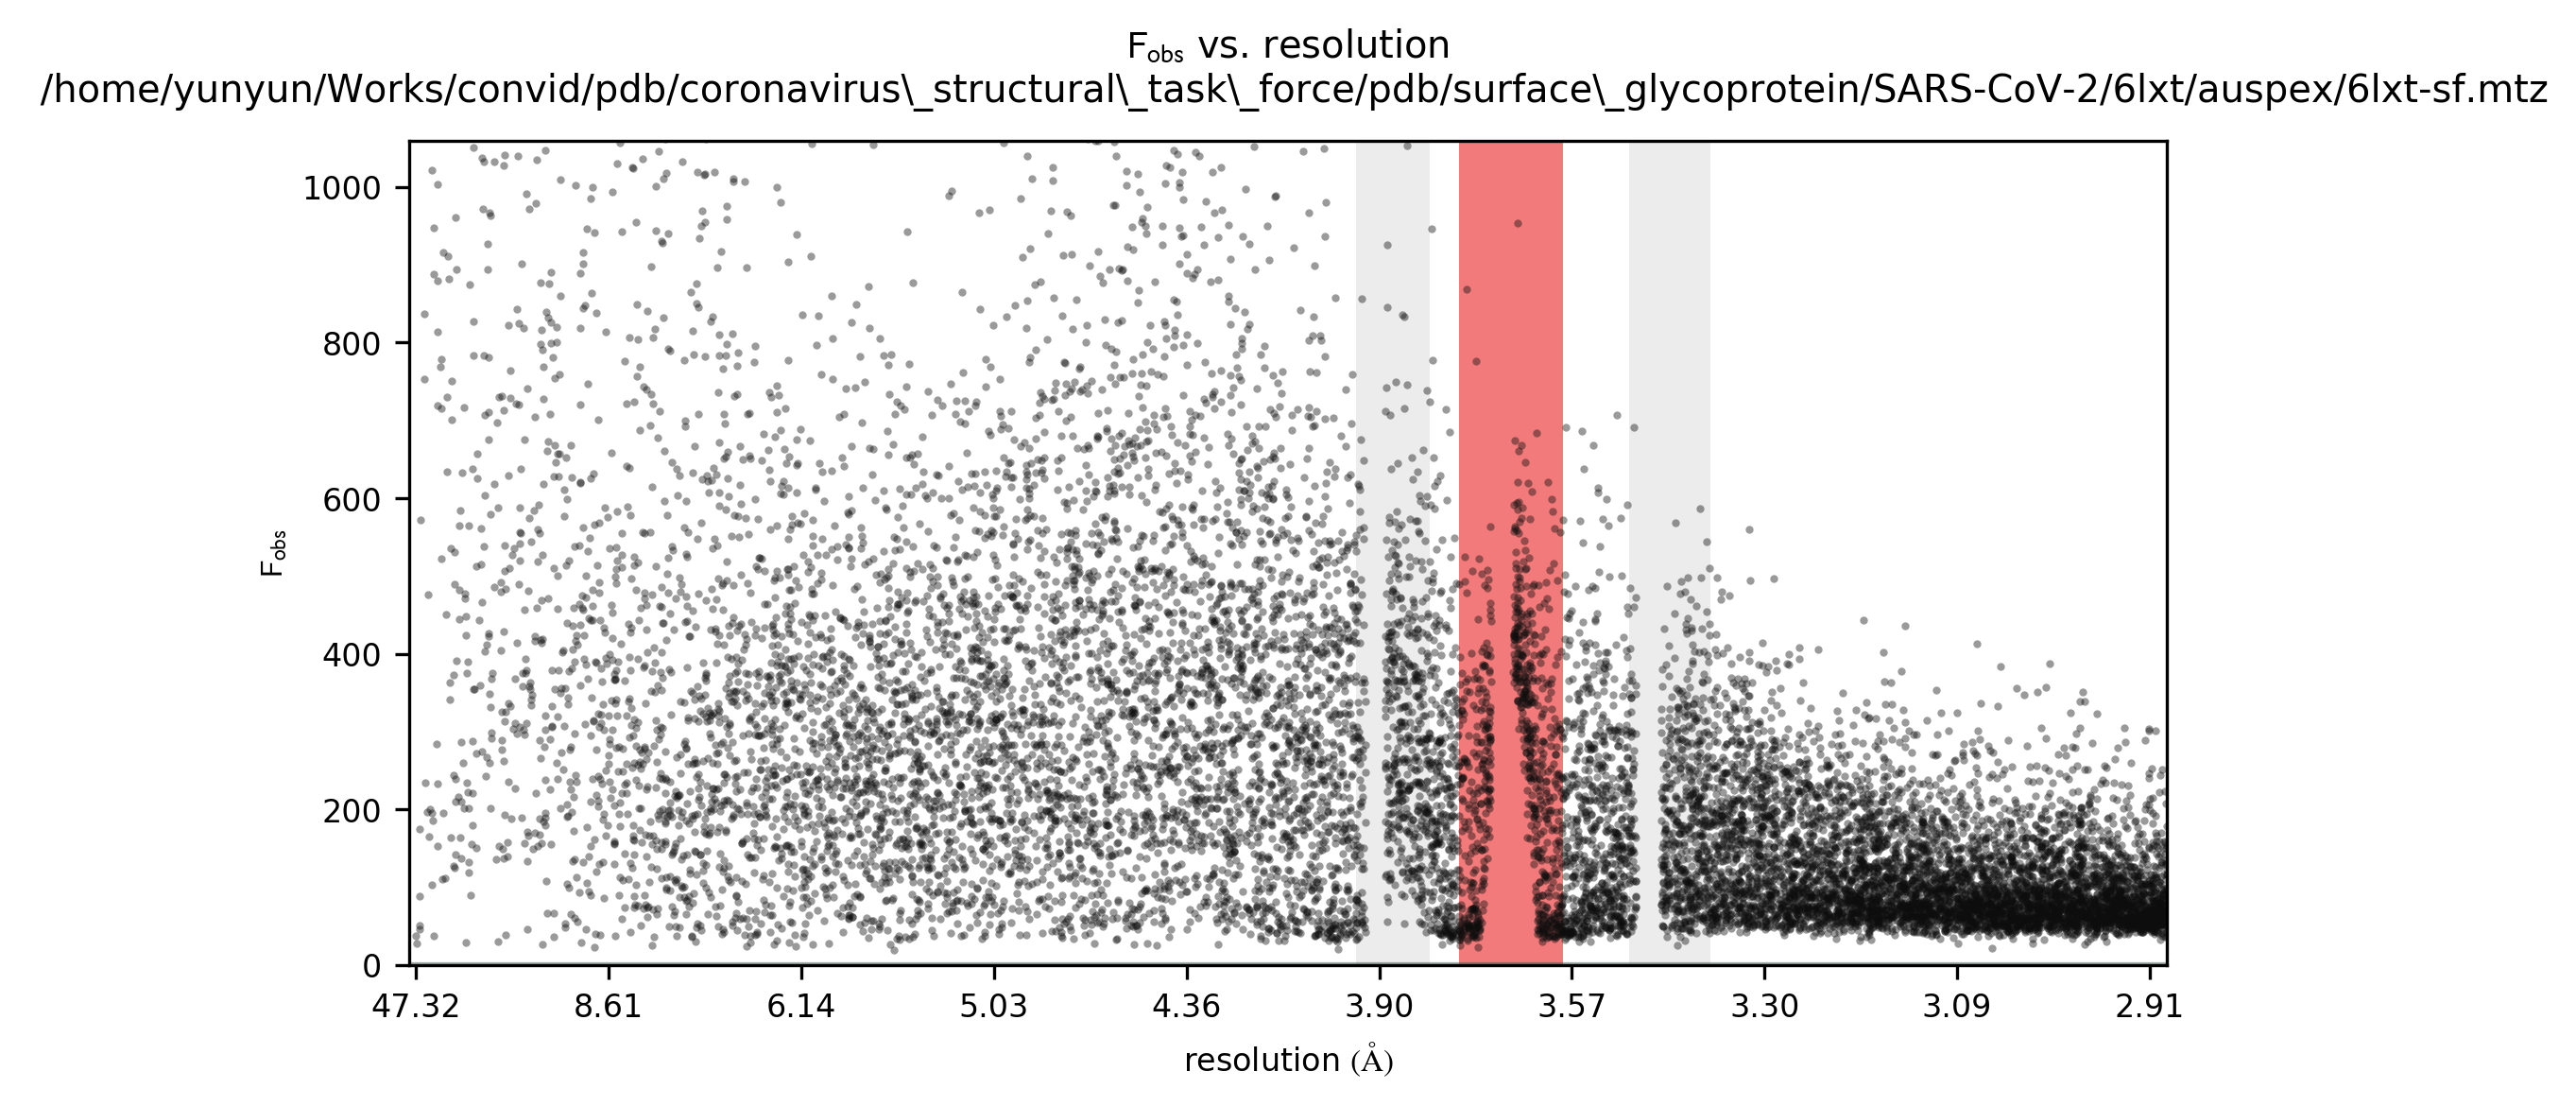 Fobs vs. resolution
/home/yunyun/Works/convid/pdb/coronavirus\_structural\_task\_force/pdb/surface\_glycoprotein/SARS-CoV-2/6lxt/auspex/6lxt-sf.mtz
1000
800
600
400
200
0
Fobs
47.32 8.61 6.14 5.03 4.36 3.90 3.57 3.30 3.09 2.91
resolution (Å)